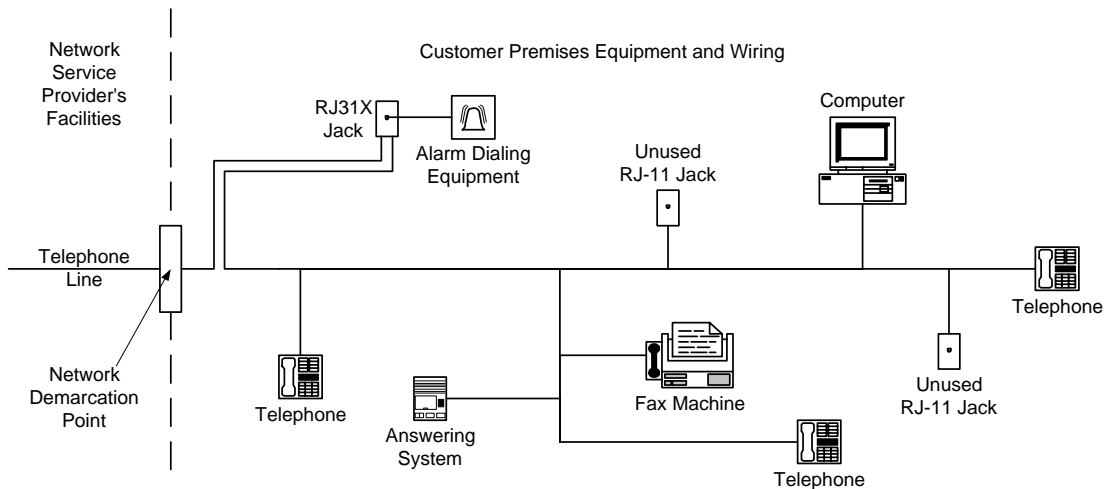 Network
Service
Provider's
Facilities
Customer Premises Equipment and Wiring
RJ31X
Jack
Alarm Dialing
Equipment
Unused
RJ-11 Jack
Computer
Telephone
Line
Telephone
Network
Demarcation
Point
Telephone
Answering
System
Fax Machine
Unused
RJ-11 Jack
Telephone